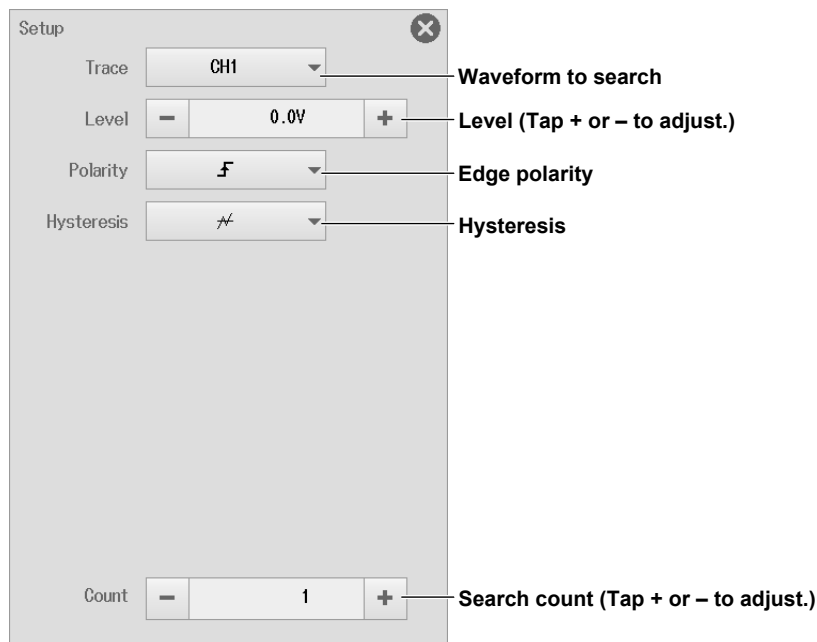 Setup
Trace CH1 Waveform to search
Level − 0.0V + Level (Tap + or – to adjust.)
Polarity Edge polarity
Hysteresis Hysteresis
Count − 1 + Search count (Tap + or – to adjust.)